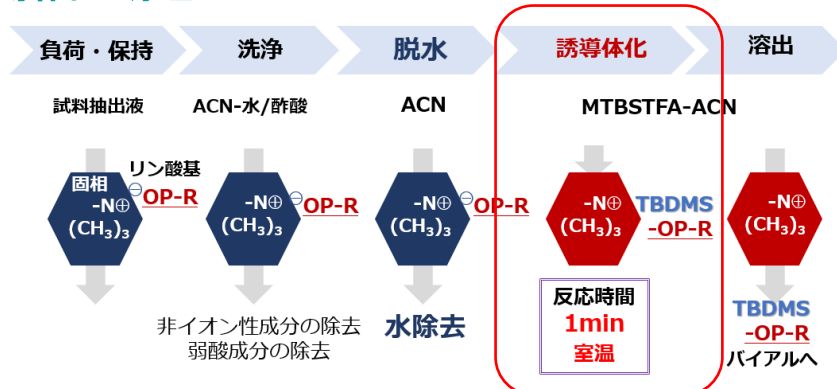 負荷・保持
洗浄
脱水
誘導体化
溶出
試料抽出液
ACN-水/酢酸
ACN
MTBSTFA-ACN
リン酸基
固相
-N⊕
(CH₃)₃
⊖OP-R
-N⊕
(CH₃)₃
⊖OP-R
-N⊕
(CH₃)₃
⊖OP-R
-N⊕
(CH₃)₃
TBDMS
-OP-R
-N⊕
(CH₃)₃
非イオン性成分の除去
弱酸成分の除去
水除去
反応時間
1min
室温
TBDMS
-OP-R
バイアルへ